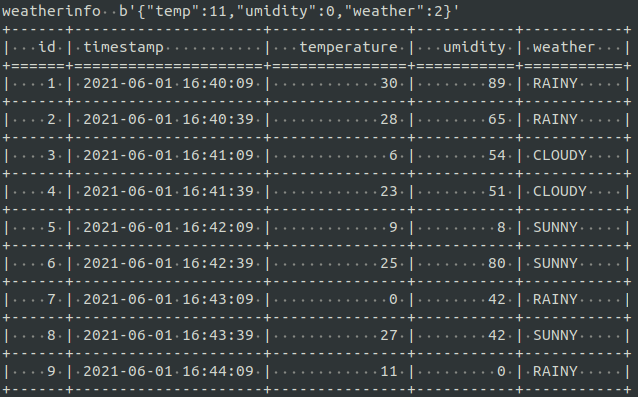 weatherinfo  b'{"temp":11,"umidity":0,"weather":2}'
+------+---------------------+---------------+-----------+-----------+
|   id | timestamp           |   temperature |   umidity | weather   |
+======+=====================+===============+===========+===========+
|    1 | 2021-06-01 16:40:09 |            30 |        89 | RAINY     |
+------+---------------------+---------------+-----------+-----------+
|    2 | 2021-06-01 16:40:39 |            28 |        65 | RAINY     |
+------+---------------------+---------------+-----------+-----------+
|    3 | 2021-06-01 16:41:09 |             6 |        54 | CLOUDY    |
+------+---------------------+---------------+-----------+-----------+
|    4 | 2021-06-01 16:41:39 |            23 |        51 | CLOUDY    |
+------+---------------------+---------------+-----------+-----------+
|    5 | 2021-06-01 16:42:09 |             9 |         8 | SUNNY     |
+------+---------------------+---------------+-----------+-----------+
|    6 | 2021-06-01 16:42:39 |            25 |        80 | SUNNY     |
+------+---------------------+---------------+-----------+-----------+
|    7 | 2021-06-01 16:43:09 |             0 |        42 | RAINY     |
+------+---------------------+---------------+-----------+-----------+
|    8 | 2021-06-01 16:43:39 |            27 |        42 | SUNNY     |
+------+---------------------+---------------+-----------+-----------+
|    9 | 2021-06-01 16:44:09 |            11 |         0 | RAINY     |
+------+---------------------+---------------+-----------+-----------+